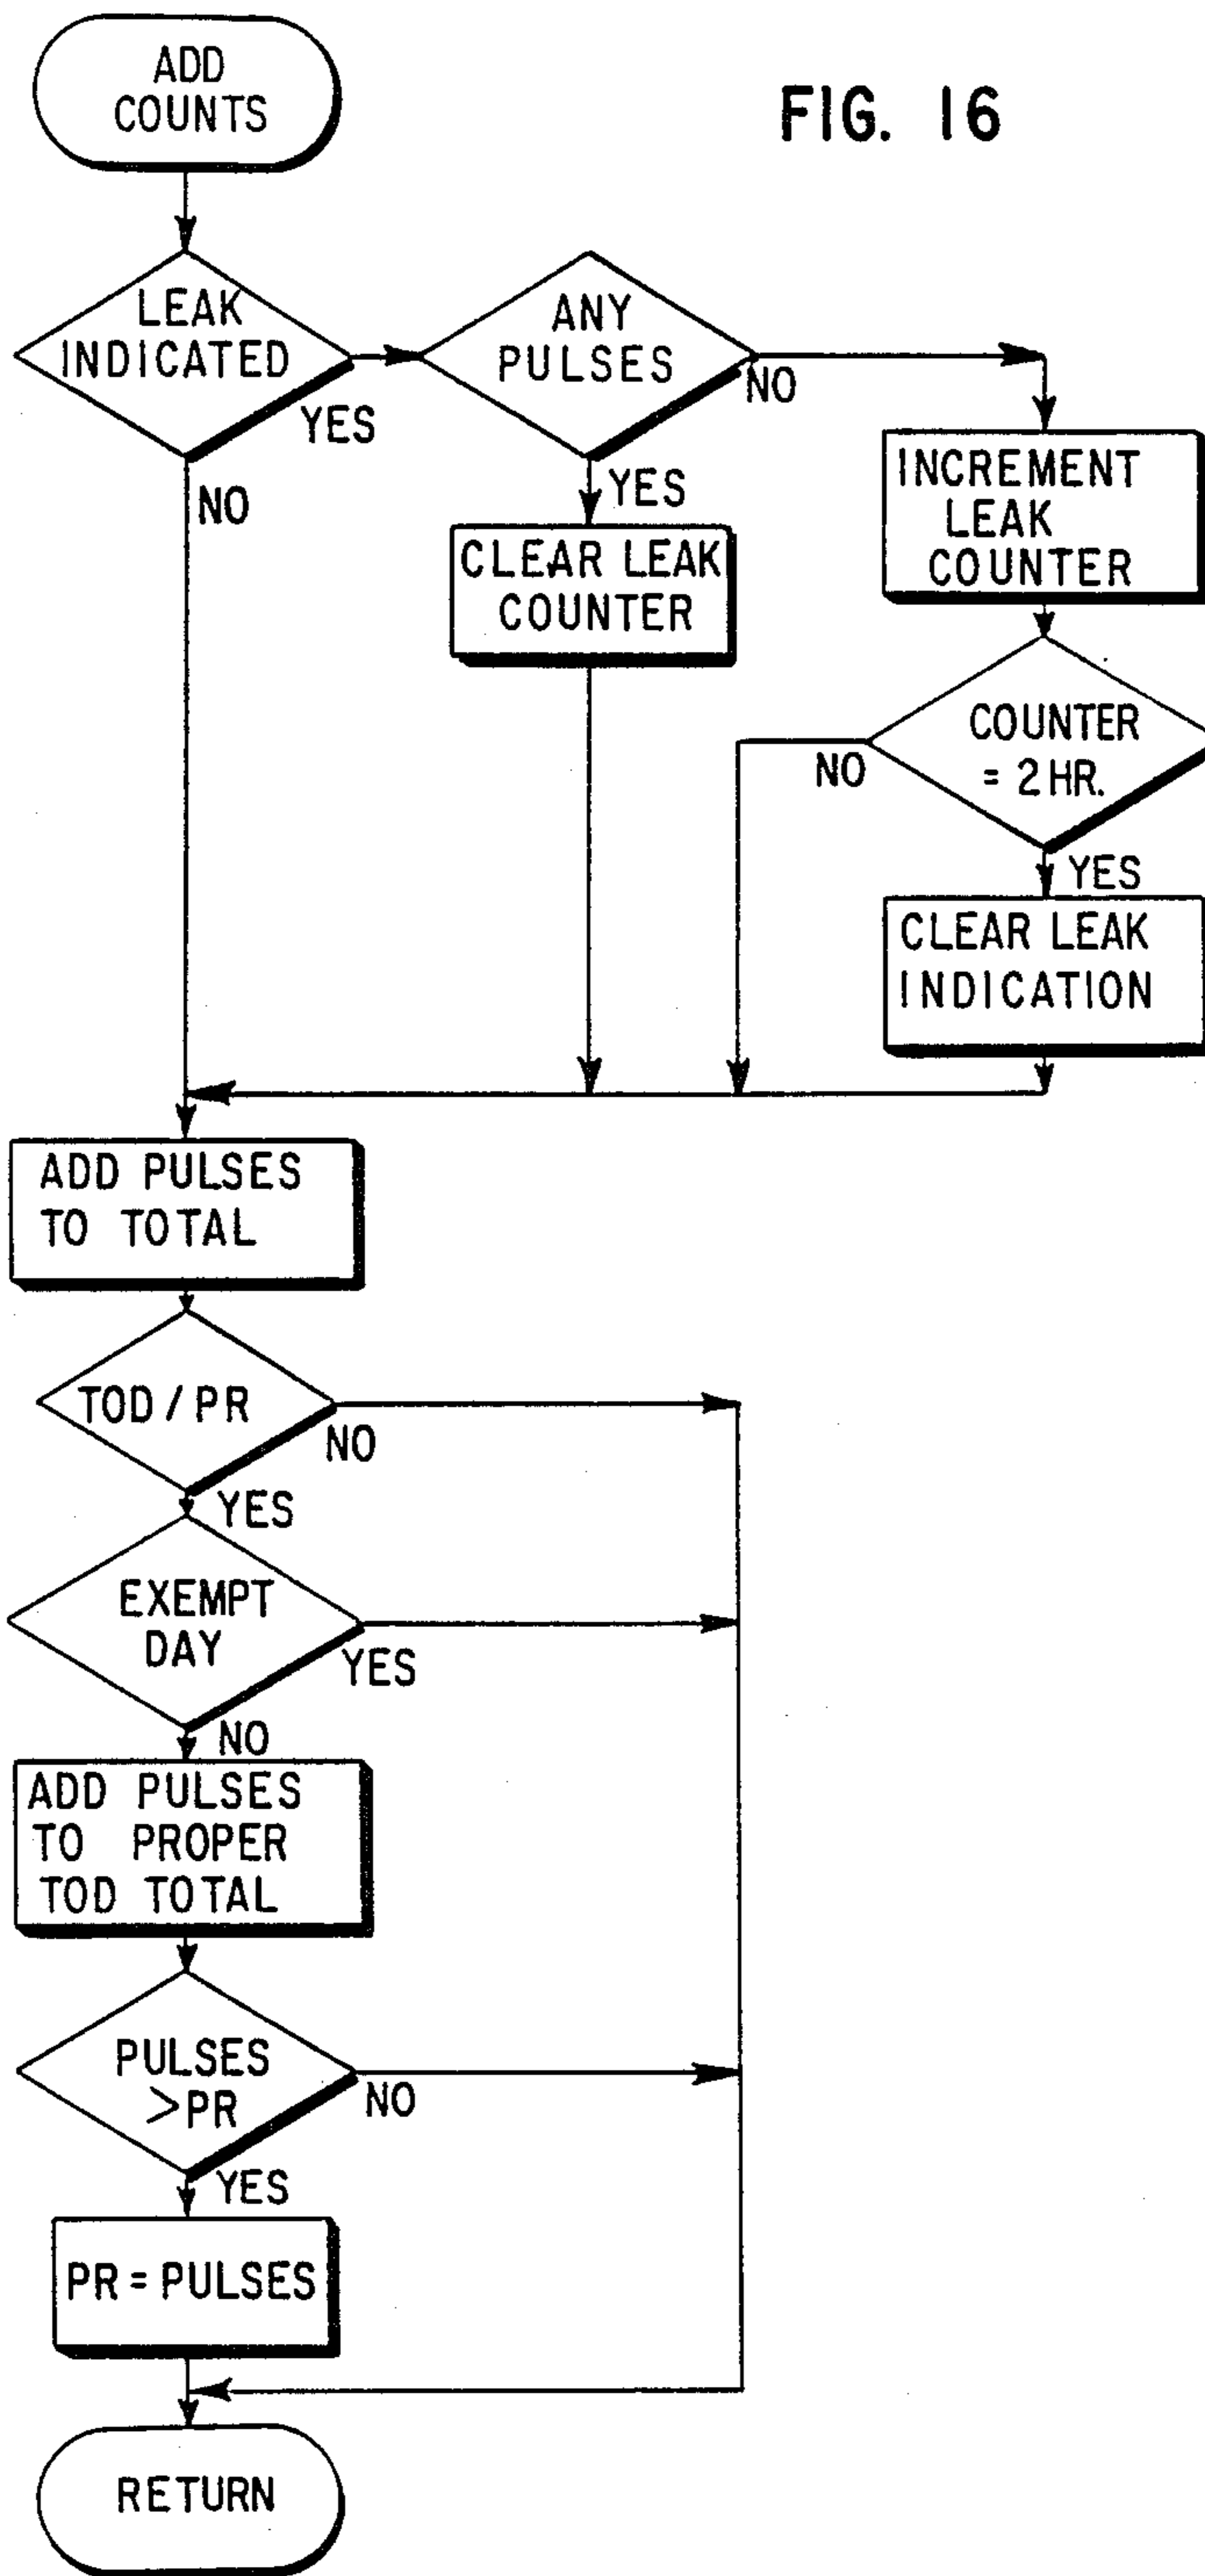 ADD
COUNTS
FIG. 16
LEAK
INDICATED
YES
NO
ANY
PULSES
NO
YES
CLEAR LEAK
COUNTER
INCREMENT
LEAK
COUNTER
COUNTER
= 2 HR.
NO
YES
CLEAR LEAK
INDICATION
ADD PULSES
TO TOTAL
TOD / PR
NO
YES
EXEMPT
DAY
YES
NO
ADD PULSES
TO PROPER
TOD TOTAL
PULSES
>PR
NO
YES
PR = PULSES
RETURN